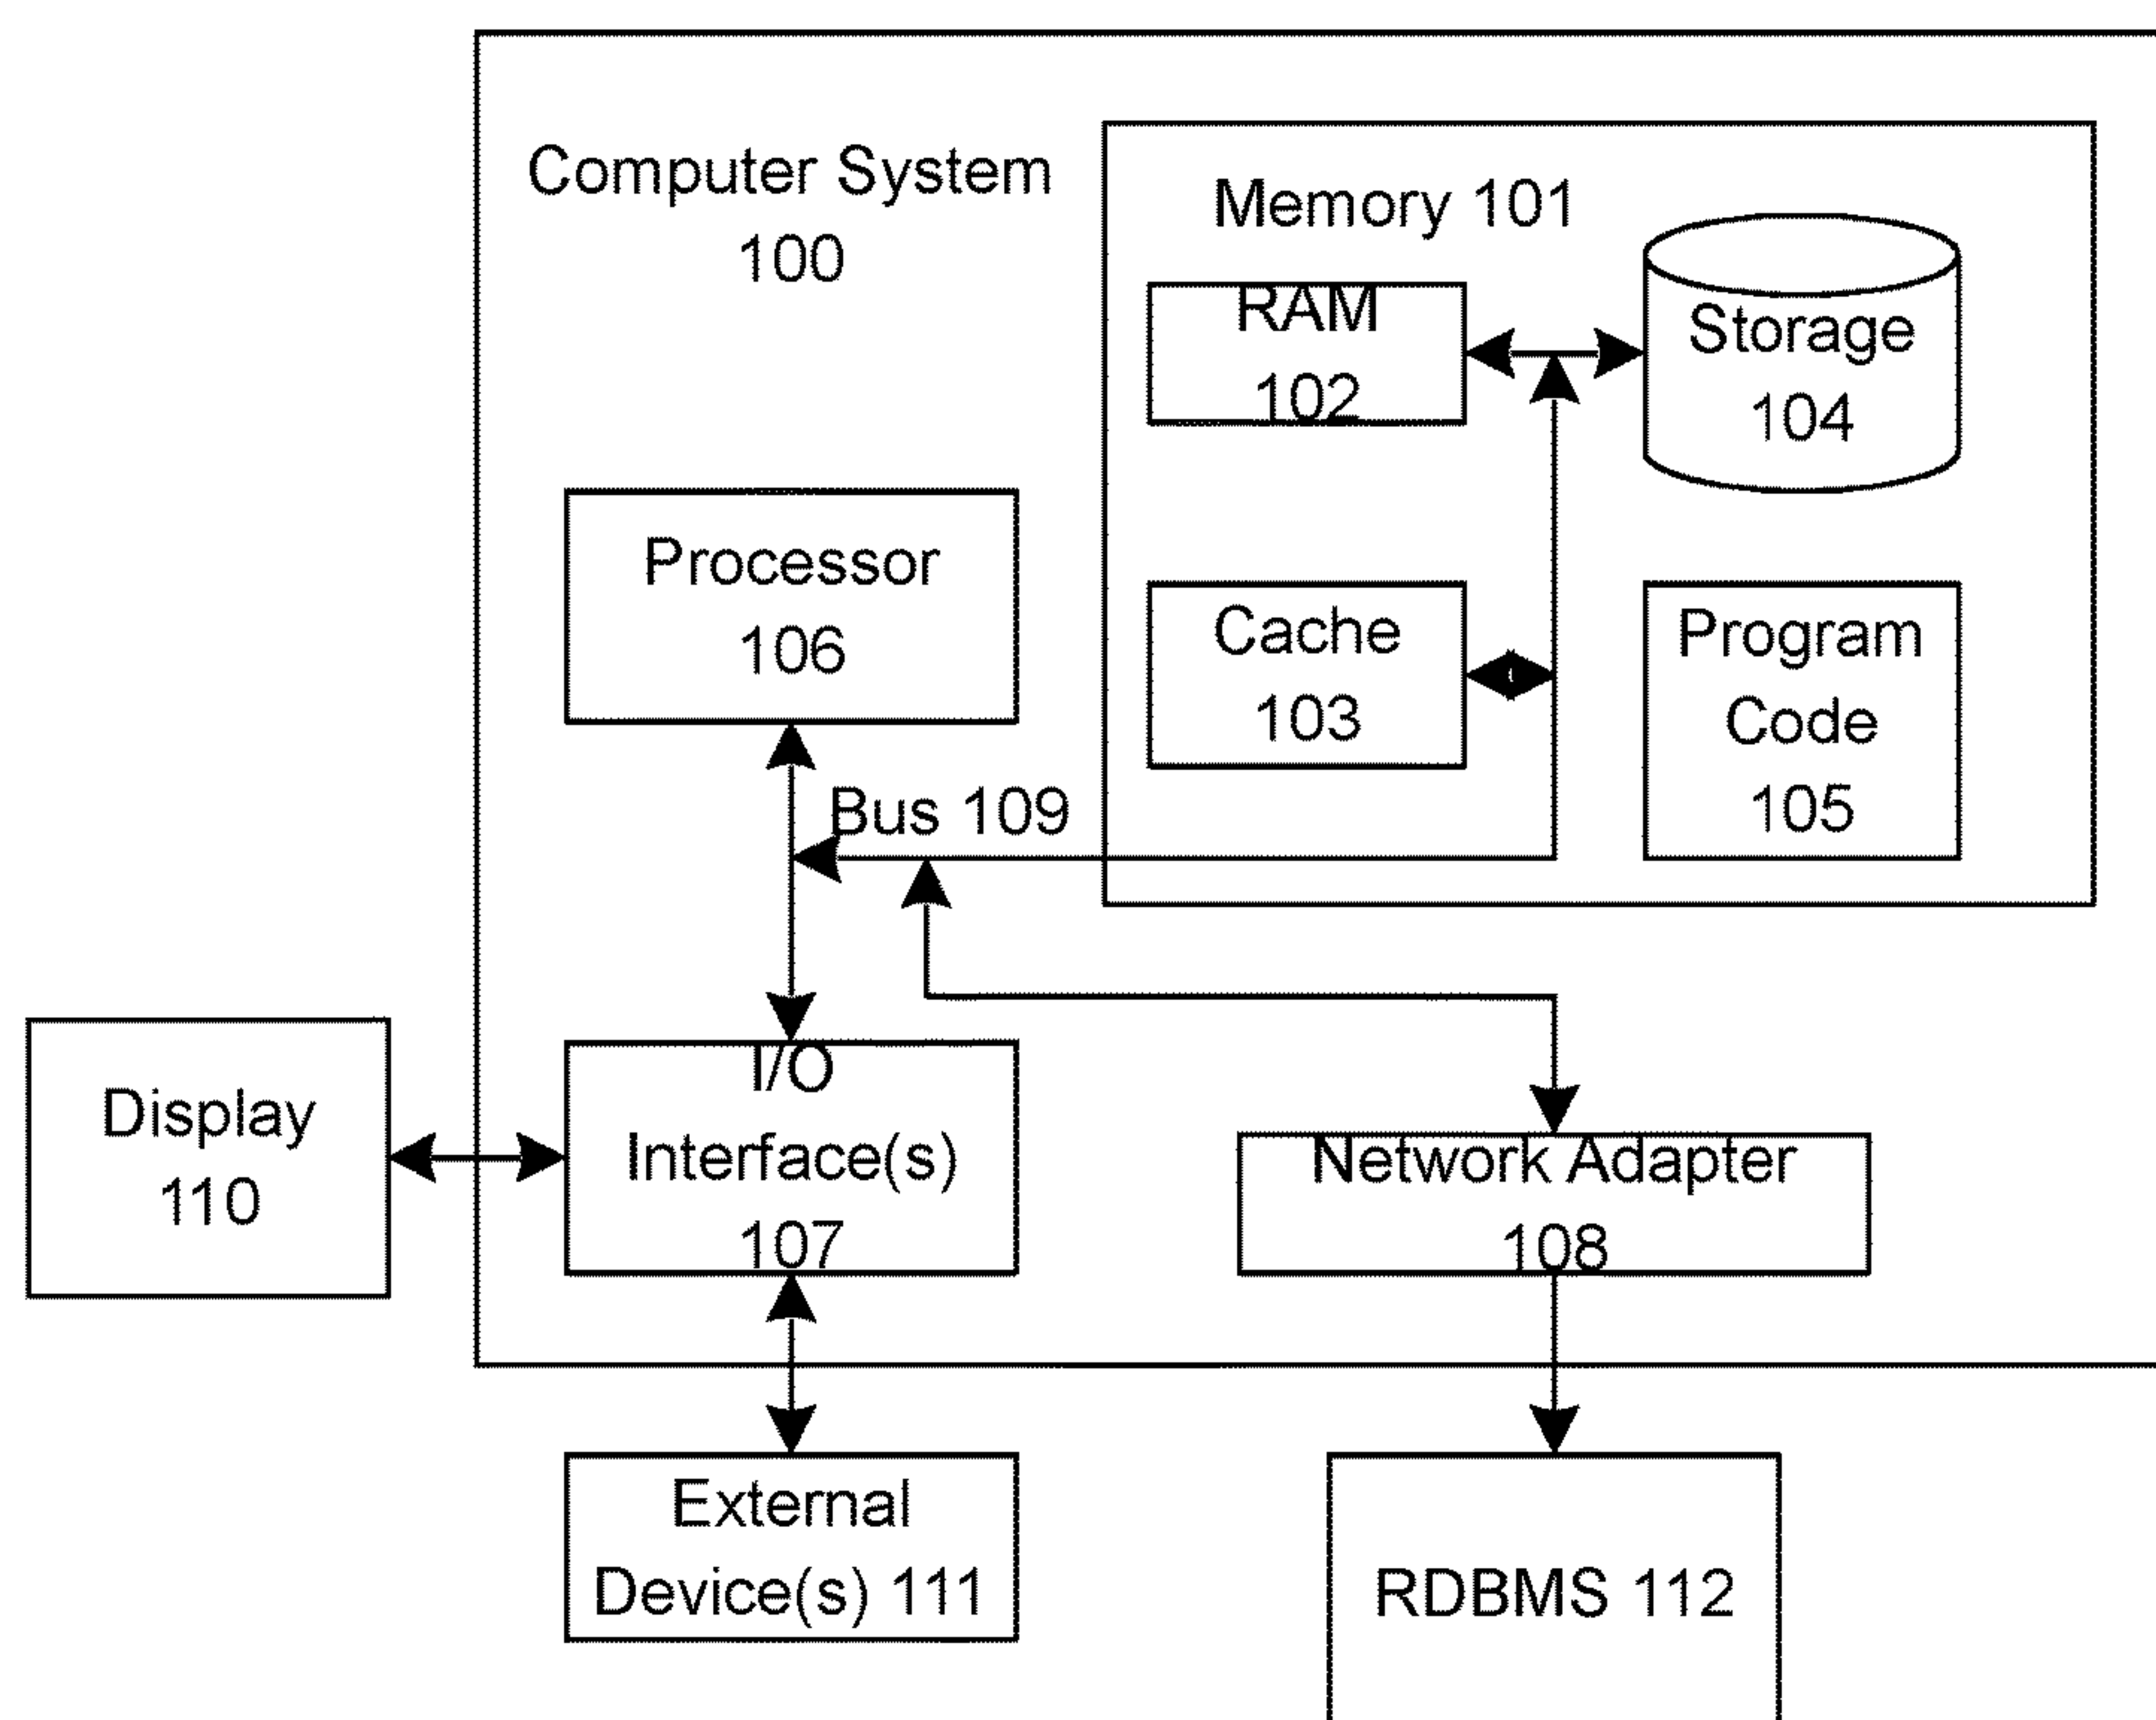 Computer System
100
Memory 101
RAM
102
Storage
104
Processor
106
Cache
103
Program
Code
105
Bus 109
Display
110
I/O
Interface(s)
107
Network Adapter
108
External
Device(s) 111
RDBMS 112